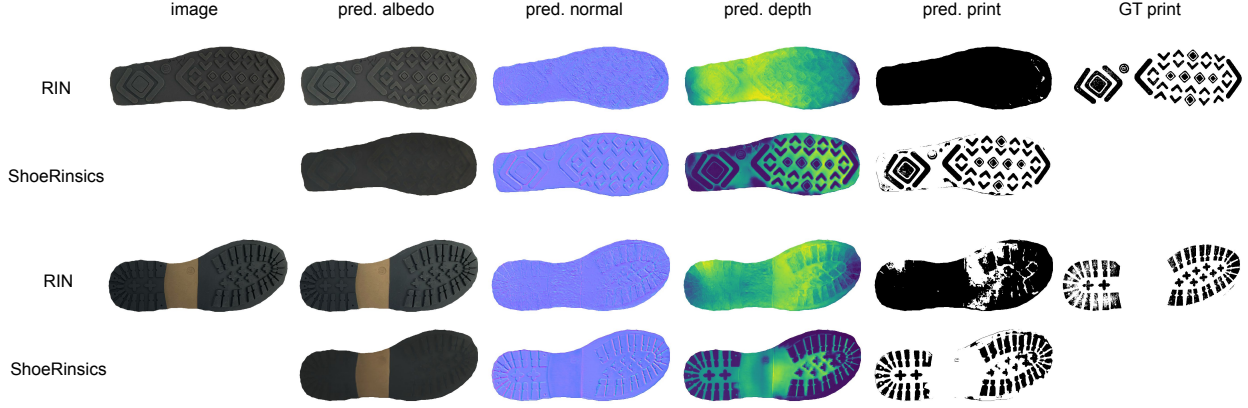 image pred. albedo pred. normal pred. depth pred. print GT print
RIN
ShoeRinsics
RIN
ShoeRinsics